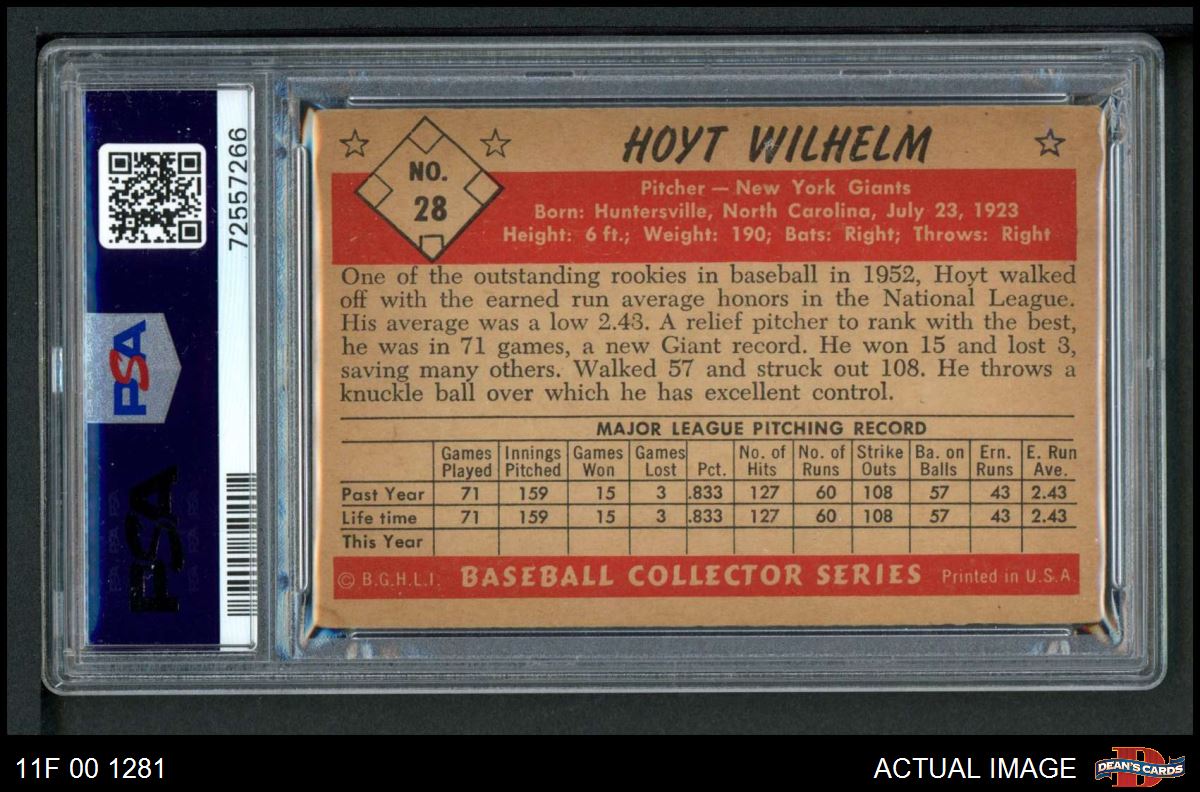 HOYT WILHELM
NO.
28
Pitcher — New York Giants
Born: Huntersville, North Carolina, July 23, 1923
Height: 6 ft.; Weight: 190; Bats: Right; Throws: Right
One of the outstanding rookies in baseball in 1952, Hoyt walked
off with the earned run average honors in the National League.
His average was a low 2.43. A relief pitcher to rank with the best,
he was in 71 games, a new Giant record. He won 15 and lost 3,
saving many others. Walked 57 and struck out 108. He throws a
knuckle ball over which he has excellent control.
MAJOR LEAGUE PITCHING RECORD
Games Played Innings Pitched Games Won Games Lost Pct. No. of Hits No. of Runs Strike Outs Ba. on Balls Ern. Runs E. Run Ave.
Past Year 71 159 15 3 .833 127 60 108 57 43 2.43
Life time 71 159 15 3 .833 127 60 108 57 43 2.43
This Year
© B.G.H.L.I. BASEBALL COLLECTOR SERIES Printed in U.S.A.
72557266
PSA
PSA
11F 00 1281
ACTUAL IMAGE
DEAN'S CARDS